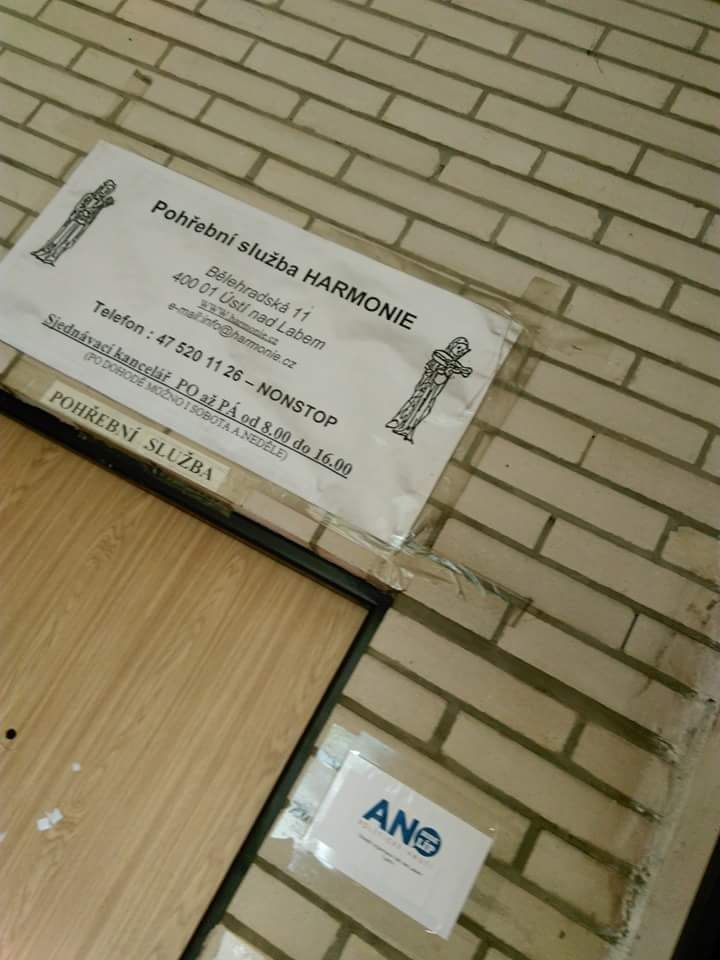 Pohřební služba HARMONIE
Bělehradská 11
400 01 Ústí nad Labem
www.harmonie.cz
e-mail:info@harmonie.cz
Telefon : 47 520 11 26 – NONSTOP
Sjednávací kancelář PO až PÁ od 8.00 do 16.00
(PO DOHODĚ MOŽNO I SOBOTA A NEDĚLE)
POHŘEBNÍ SLUŽBA
ANO
LÍP